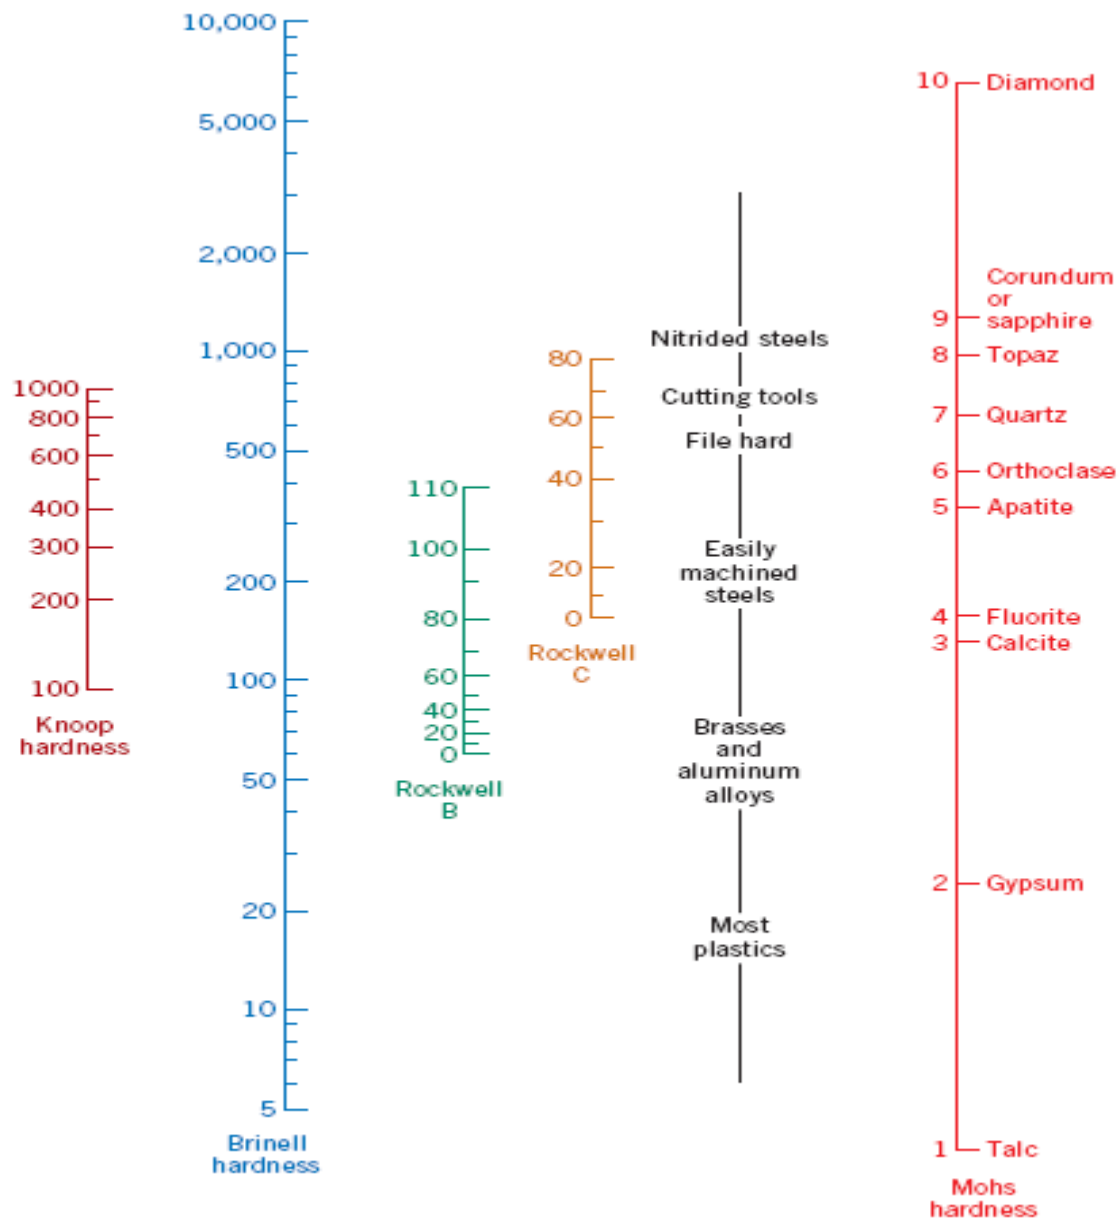 1000
800
600
400
300
200
100
Knoop
hardness
10,000
5,000
2,000
1,000
500
200
100
50
20
10
5
Brinell
hardness
110
100
80
60
40
20
0
Rockwell
B
80
60
40
20
0
Rockwell
C
Nitrided steels
Cutting tools
File hard
Easily
machined
steels
Brasses
and
aluminum
alloys
Most
plastics
10 Diamond
Corundum
or
9 sapphire
8 Topaz
7 Quartz
6 Orthoclase
5 Apatite
4 Fluorite
3 Calcite
2 Gypsum
1 Talc
Mohs
hardness